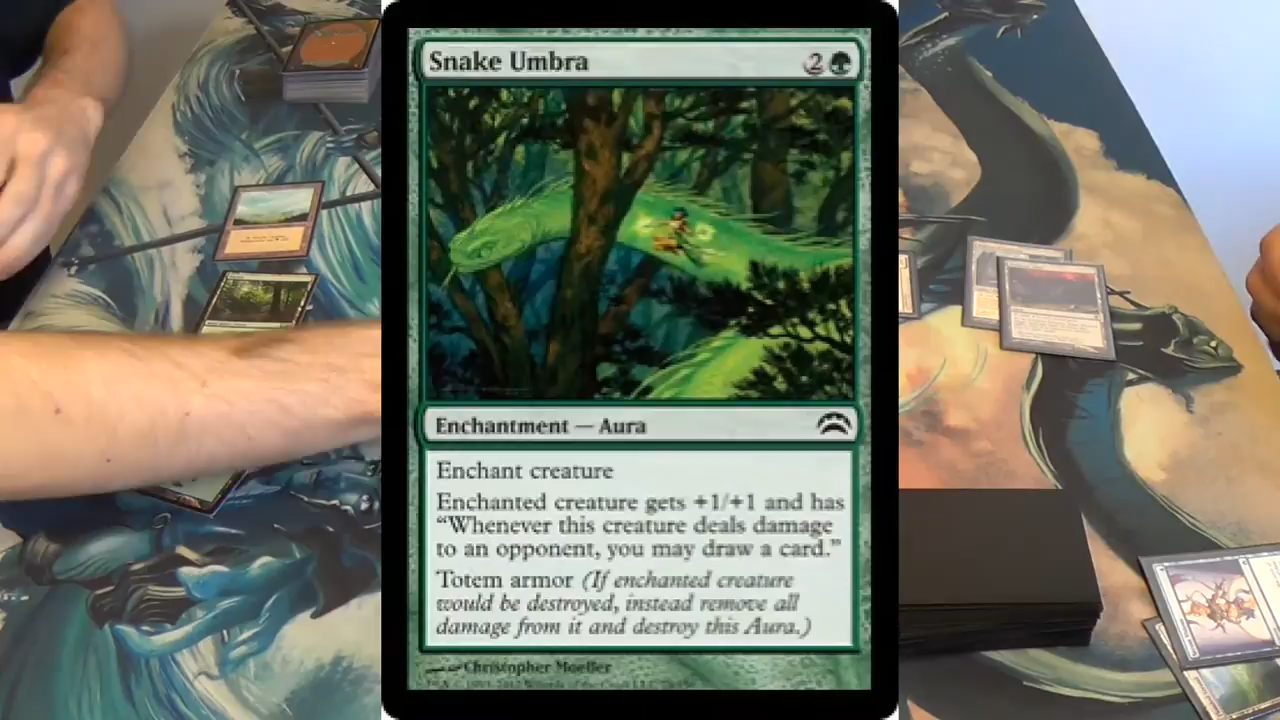 Snake Umbra
2
Enchantment — Aura
Enchant creature
Enchanted creature gets +1/+1 and has
“Whenever this creature deals damage
to an opponent, you may draw a card.”
Totem armor (If enchanted creature
would be destroyed, instead remove all
damage from it and destroy this Aura.)
Christopher Moeller